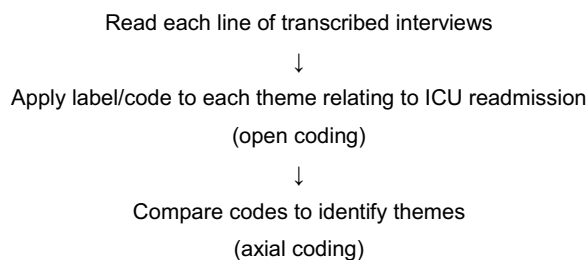 Read each line of transcribed interviews
↓
Apply label/code to each theme relating to ICU readmission
(open coding)
↓
Compare codes to identify themes
(axial coding)